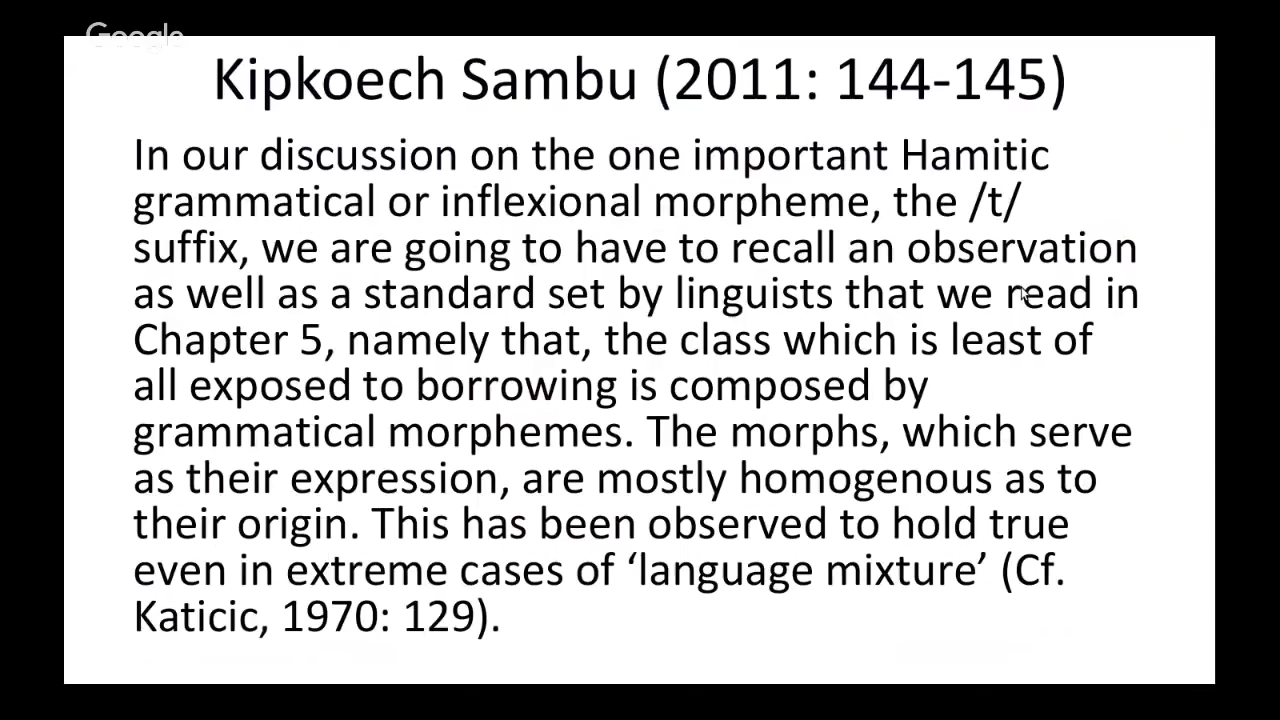 Google
Kipkoech Sambu (2011: 144-145)
In our discussion on the one important Hamitic
grammatical or inflexional morpheme, the /t/
suffix, we are going to have to recall an observation
as well as a standard set by linguists that we read in
Chapter 5, namely that, the class which is least of
all exposed to borrowing is composed by
grammatical morphemes. The morphs, which serve
as their expression, are mostly homogenous as to
their origin. This has been observed to hold true
even in extreme cases of ‘language mixture’ (Cf.
Katicic, 1970: 129).